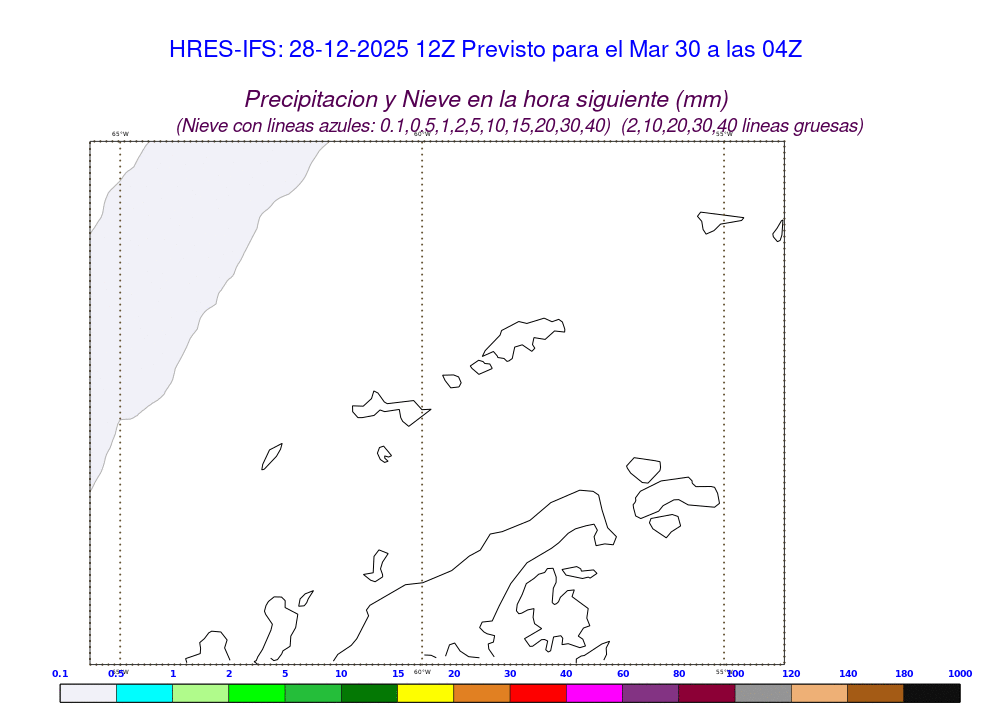 HRES-IFS: 28-12-2025 12Z Previsto para el Mar 30 a las 04Z
Precipitacion y Nieve en la hora siguiente (mm)
(Nieve con lineas azules: 0.1,0.5,1,2,5,10,15,20,30,40) (2,10,20,30,40 lineas gruesas)
65°W 60°W 55°W
65°W 60°W 55°W
0.1 0.5 1 2 5 10 15 20 30 40 60 80 100 120 140 180 1000